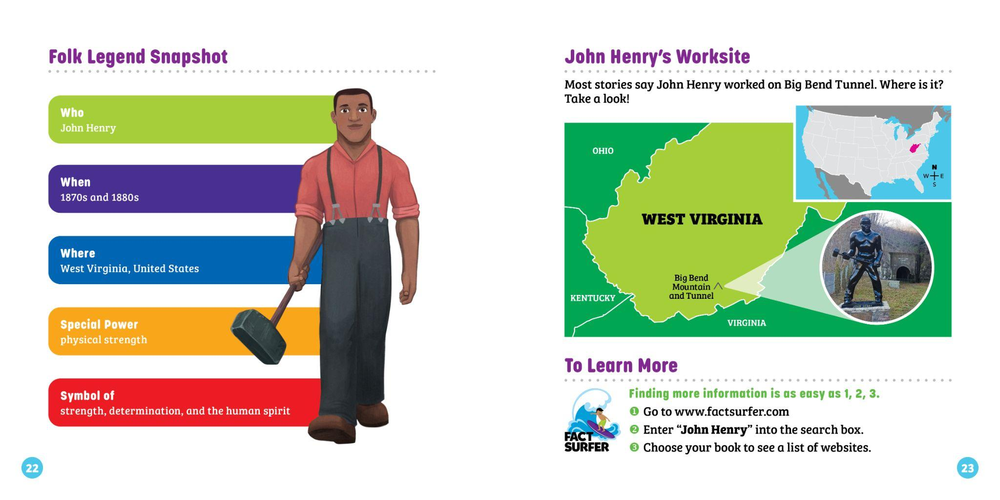 Folk Legend Snapshot
Who
John Henry
When
1870s and 1880s
Where
West Virginia, United States
Special Power
physical strength
Symbol of
strength, determination, and the human spirit
22
John Henry's Worksite
Most stories say John Henry worked on Big Bend Tunnel. Where is it?
Take a look!
OHIO
WEST VIRGINIA
Big Bend
Mountain
and Tunnel
KENTUCKY
VIRGINIA
N
W E
S
JOHN HENRY
To Learn More
FACT
SURFER
Finding more information is as easy as 1, 2, 3.
1 Go to www.factsurfer.com
2 Enter “John Henry” into the search box.
3 Choose your book to see a list of websites.
23